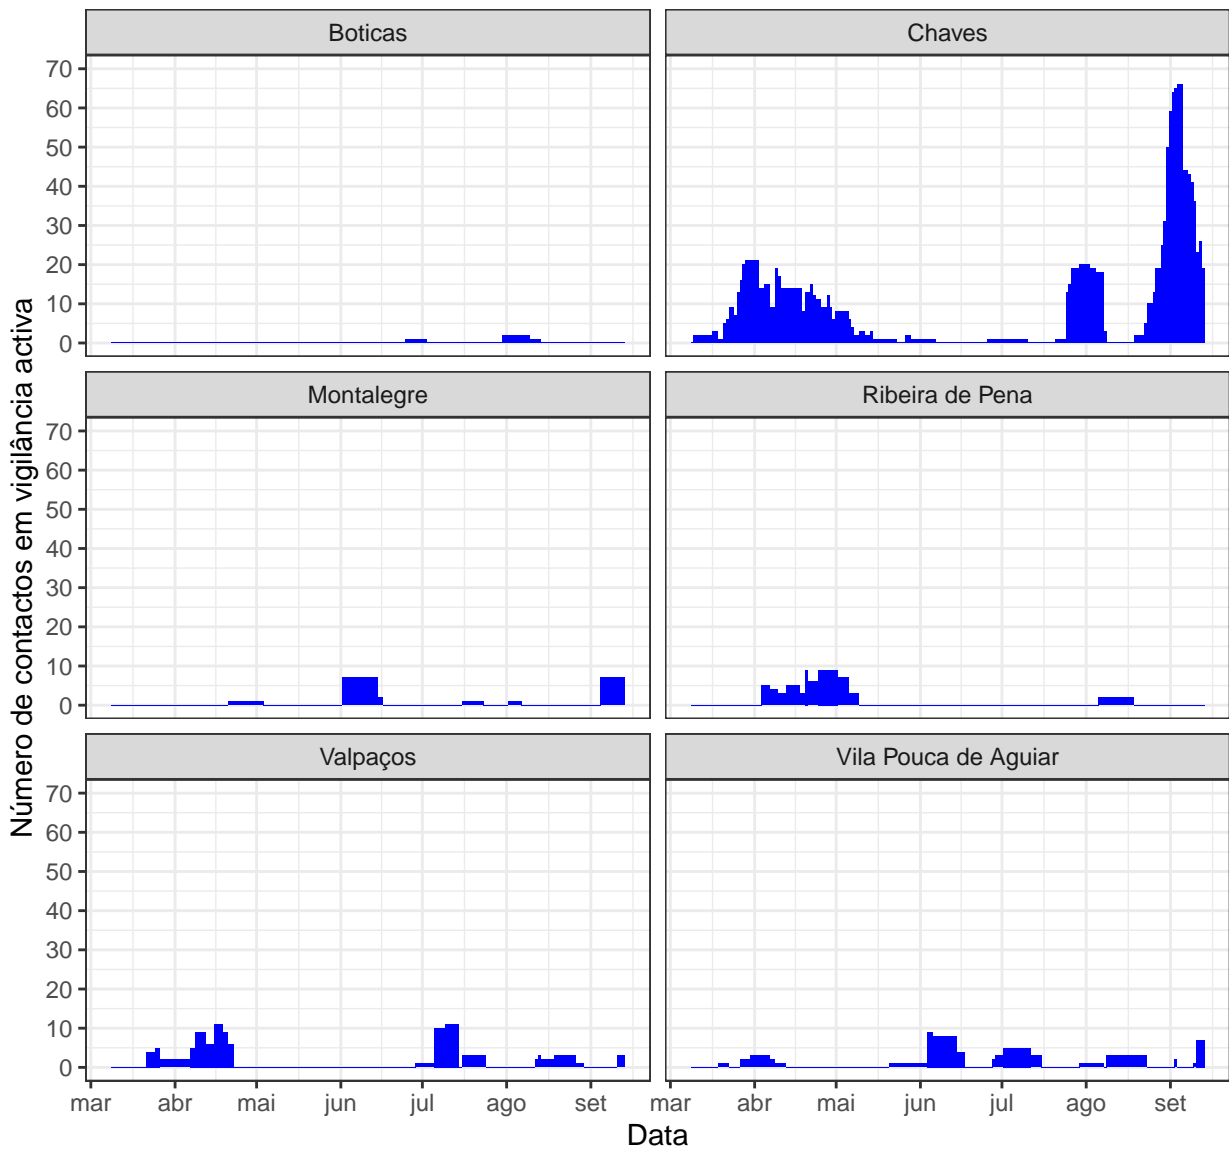 Boticas
Chaves
70
60
50
40
30
20
10
0
Montalegre
Ribeira de Pena
70
60
50
40
30
20
10
0
Valpaços
Vila Pouca de Aguiar
70
60
50
40
30
20
10
0
mar abr mai jun jul ago set
mar abr mai jun jul ago set
Data
Número de contactos em vigilância activa